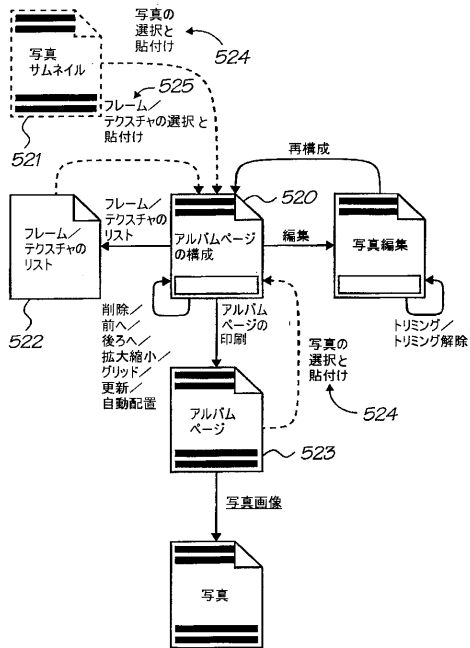 写真の
選択と
貼付け
524
写真
サムネイル
521
525
フレーム／
テクスチャの選択と
貼付け
再構成
520
フレーム／
テクスチャの
リスト
522
フレーム／
テクスチャの
リスト
アルバムページ
の構成
編集
写真編集
トリミング／
トリミング解除
削除／
前へ／
後ろへ／
拡大縮小／
グリッド／
更新／
自動配置
アルバム
ページの
印刷
写真の
選択と
貼付け
524
アルバム
ページ
523
写真画像
写真